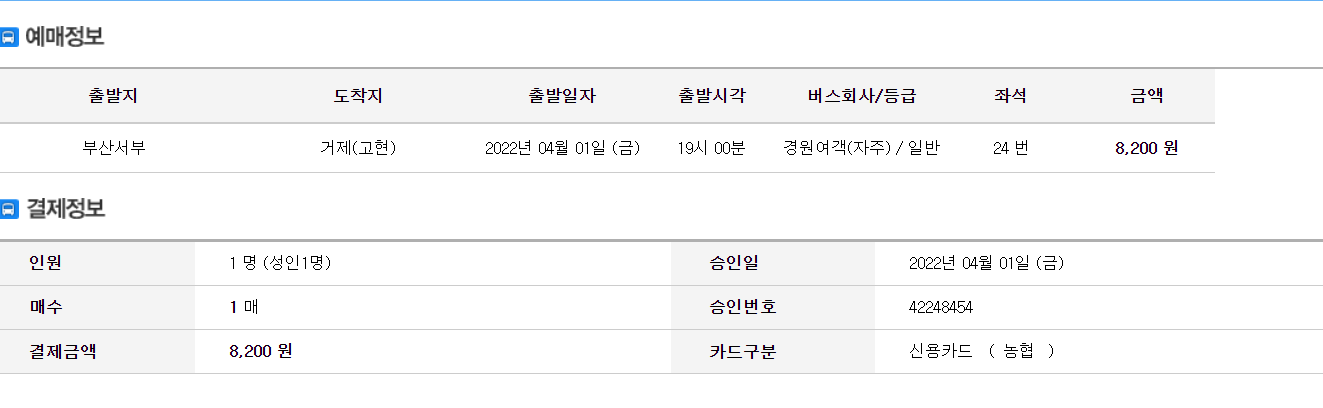 예매정보
출발지 도착지 출발일자 출발시각 버스회사/등급 좌석 금액
부산서부 거제(고현) 2022년 04월 01일 (금) 19시 00분 경원여객(자주) / 일반 24 번 8,200 원
결제정보
인원 1 명 (성인1명) 승인일 2022년 04월 01일 (금)
매수 1 매 승인번호 42248454
결제금액 8,200 원 카드구분 신용카드 ( 농협 )